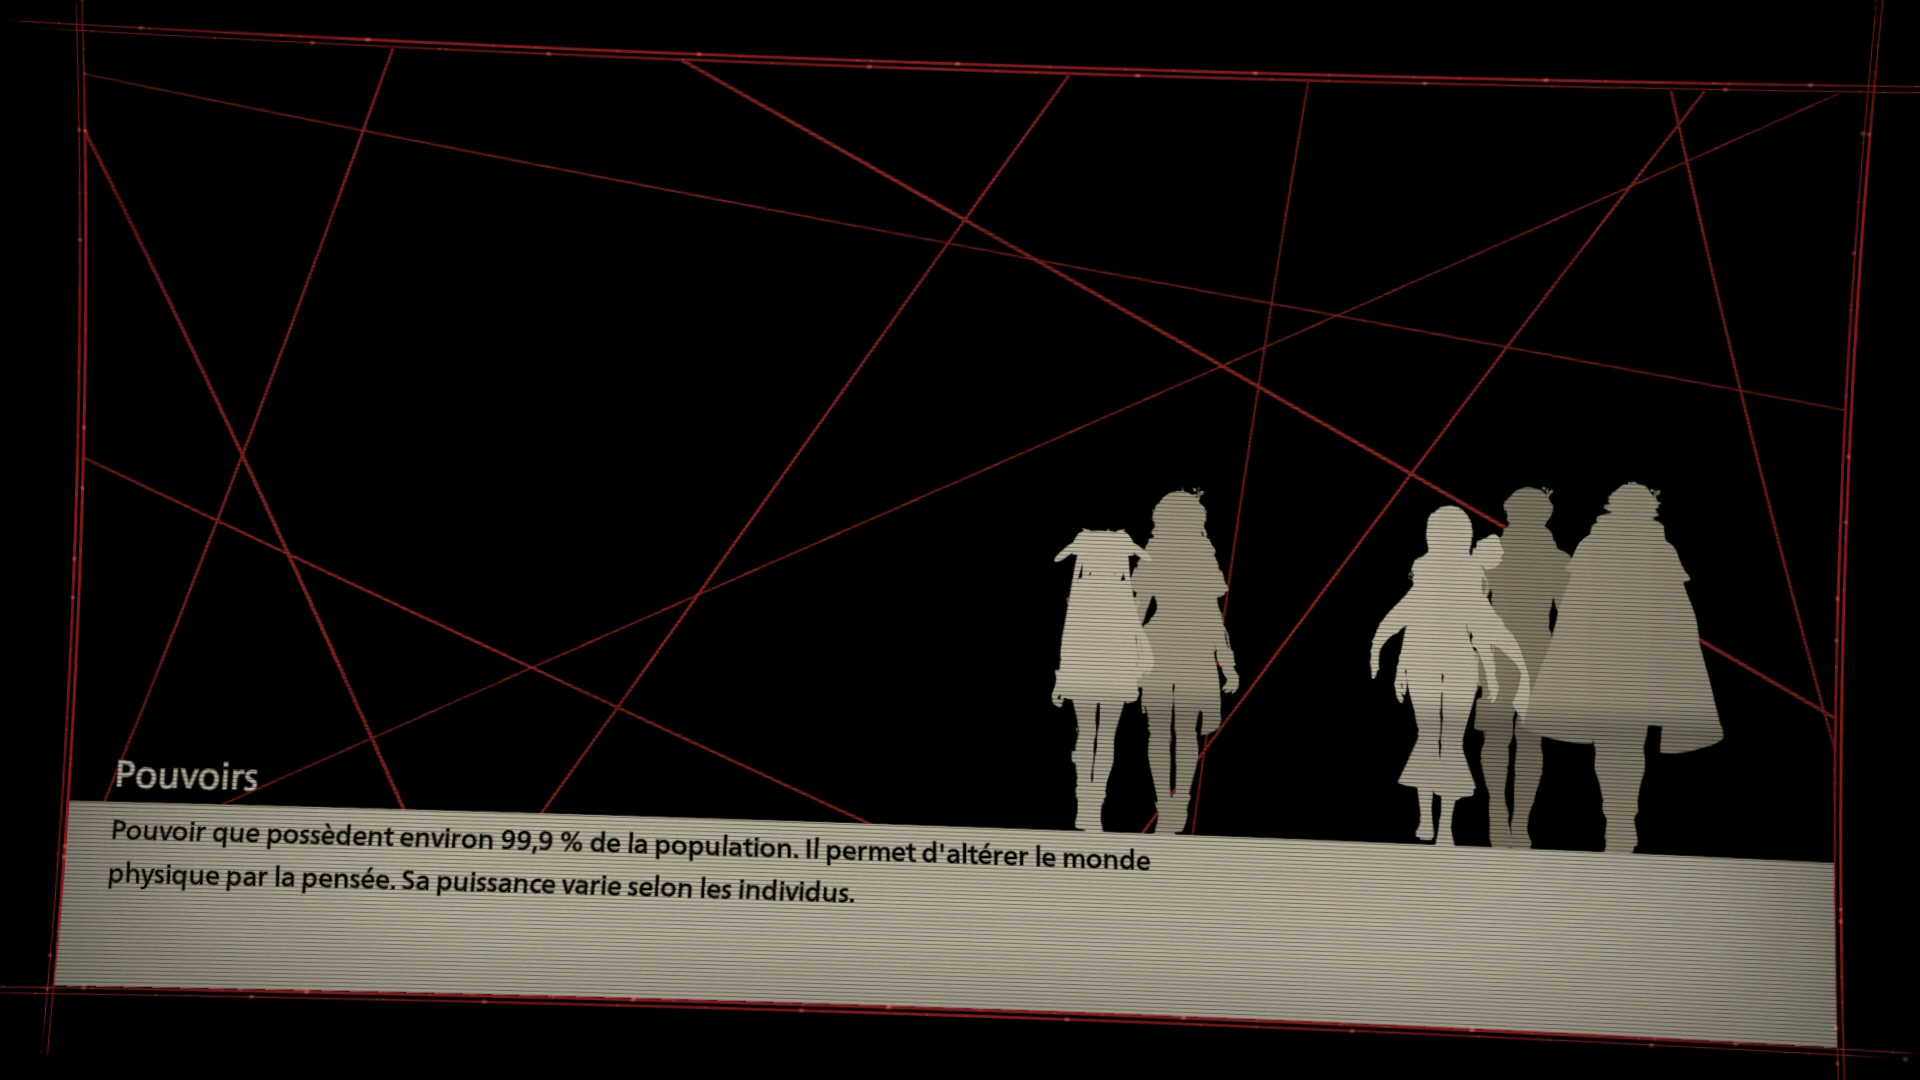 Pouvoirs
Pouvoir que possèdent environ 99,9 % de la population. Il permet d'altérer le monde
physique par la pensée. Sa puissance varie selon les individus.